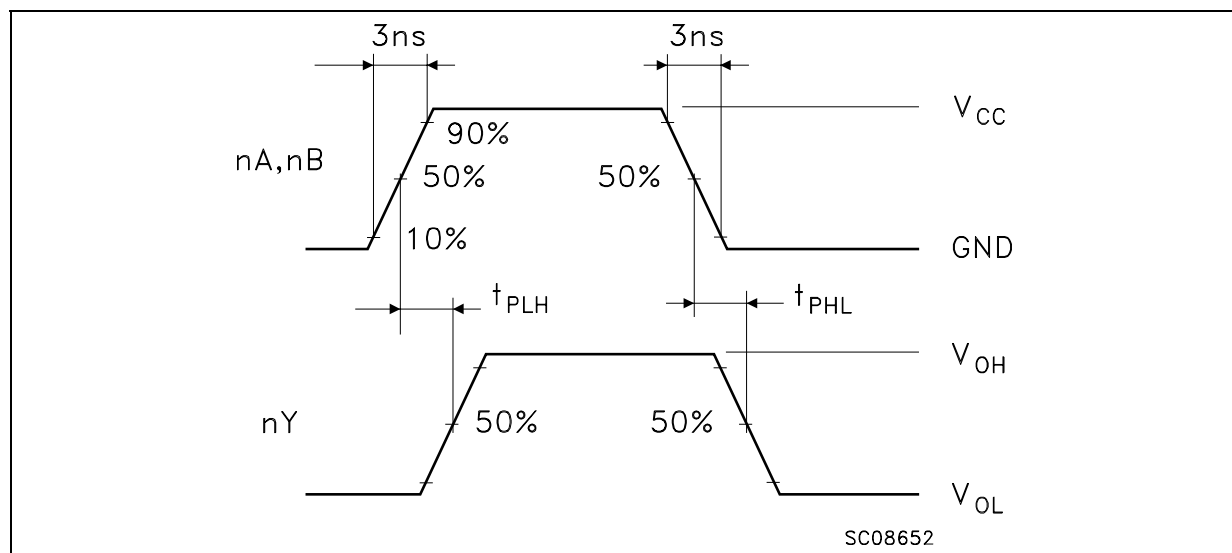 3ns 3ns
V_CC
90%
nA,nB
50% 50%
10%
GND
t_PLH t_PHL
V_OH
nY 50% 50%
V_OL
SC08652